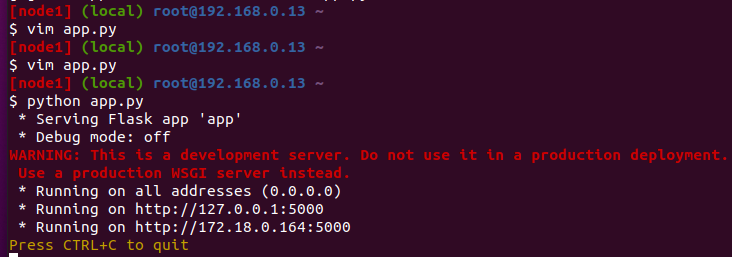 [node1] (local) root@192.168.0.13 ~
$ vim app.py
[node1] (local) root@192.168.0.13 ~
$ vim app.py
[node1] (local) root@192.168.0.13 ~
$ python app.py
 * Serving Flask app 'app'
 * Debug mode: off
WARNING: This is a development server. Do not use it in a production deployment.
 Use a production WSGI server instead.
 * Running on all addresses (0.0.0.0)
 * Running on http://127.0.0.1:5000
 * Running on http://172.18.0.164:5000
Press CTRL+C to quit